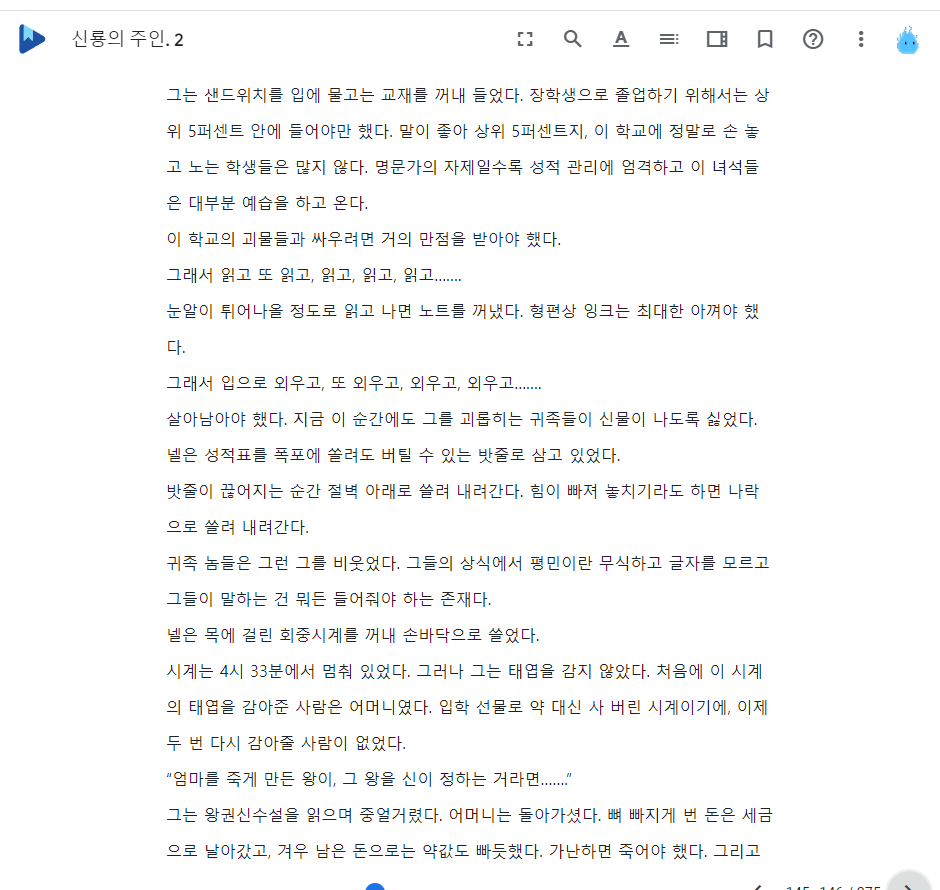 신룡의 주인. 2
그는 샌드위치를 입에 물고는 교재를 꺼내 들었다. 장학생으로 졸업하기 위해서는 상
위 5퍼센트 안에 들어야만 했다. 말이 좋아 상위 5퍼센트지, 이 학교에 정말로 손 놓
고 노는 학생들은 많지 않다. 명문가의 자제일수록 성적 관리에 엄격하고 이 녀석들
은 대부분 예습을 하고 온다.
이 학교의 괴물들과 싸우려면 거의 만점을 받아야 했다.
그래서 읽고 또 읽고, 읽고, 읽고, 읽고.......
눈알이 튀어나올 정도로 읽고 나면 노트를 꺼냈다. 형편상 잉크는 최대한 아껴야 했
다.
그래서 입으로 외우고, 또 외우고, 외우고, 외우고.......
살아남아야 했다. 지금 이 순간에도 그를 괴롭히는 귀족들이 신물이 나도록 싫었다.
넬은 성적표를 폭포에 쓸려도 버틸 수 있는 밧줄로 삼고 있었다.
밧줄이 끊어지는 순간 절벽 아래로 쓸려 내려간다. 힘이 빠져 놓치기라도 하면 나락
으로 쓸려 내려간다.
귀족 놈들은 그런 그를 비웃었다. 그들의 상식에서 평민이란 무식하고 글자를 모르고
그들이 말하는 건 뭐든 들어줘야 하는 존재다.
넬은 목에 걸린 회중시계를 꺼내 손바닥으로 쓸었다.
시계는 4시 33분에서 멈춰 있었다. 그러나 그는 태엽을 감지 않았다. 처음에 이 시계
의 태엽을 감아준 사람은 어머니였다. 입학 선물로 약 대신 사 버린 시계이기에, 이제
두 번 다시 감아줄 사람이 없었다.
“엄마를 죽게 만든 왕이, 그 왕을 신이 정하는 거라면.......”
그는 왕권신수설을 읽으며 중얼거렸다. 어머니는 돌아가셨다. 뼈 빠지게 번 돈은 세금
으로 날아갔고, 겨우 남은 돈으로는 약값도 빠듯했다. 가난하면 죽어야 했다. 그리고